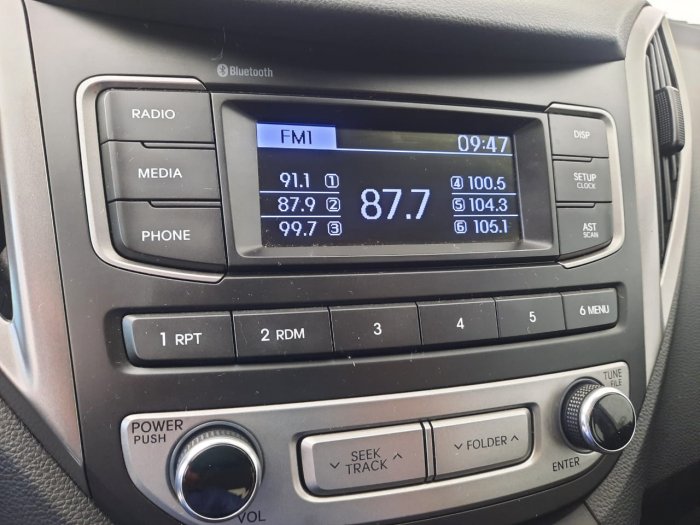 Bluetooth
RADIO
MEDIA
PHONE
FM1 09:47
91.1 1
87.9 2
99.7 3
87.7
4 100.5
5 104.3
6 105.1
DISP
SETUP
CLOCK
AST
SCAN
1 RPT 2 RDM 3 4 5 6 MENU
POWER
PUSH
VOL
SEEK
TRACK
FOLDER
TUNE
FILE
ENTER